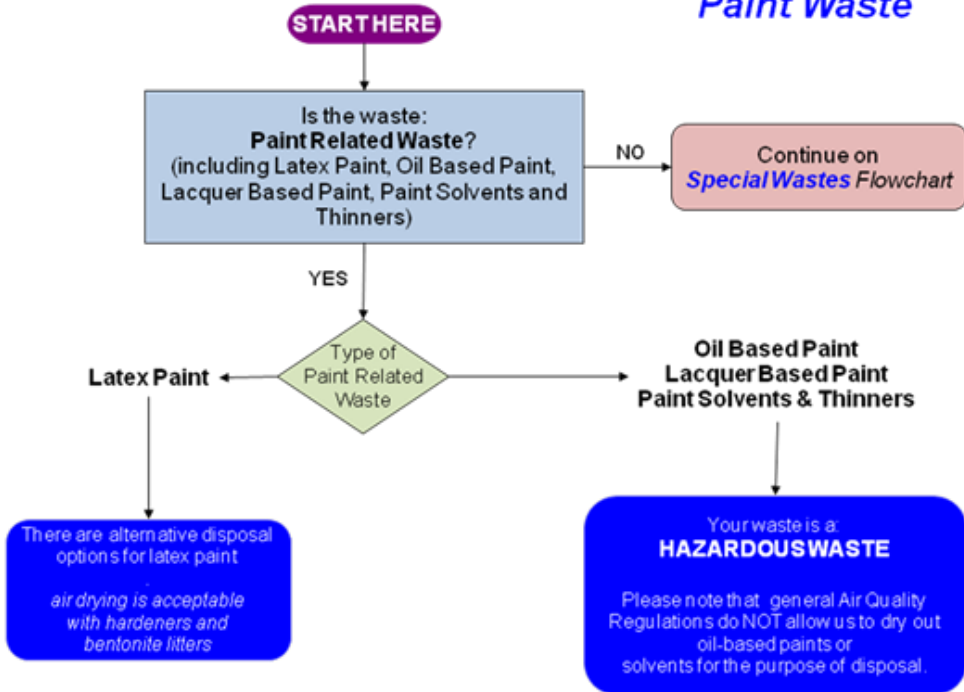 Paint Waste
START HERE
Is the waste:
Paint Related Waste?
(including Latex Paint, Oil Based Paint,
Lacquer Based Paint, Paint Solvents and
Thinners)
NO
Continue on
Special Wastes Flowchart
YES
Type of
Paint Related
Waste
Latex Paint
Oil Based Paint
Lacquer Based Paint
Paint Solvents & Thinners
There are alternative disposal
options for latex paint
.
air drying is acceptable
with hardeners and
bentonite litters
Your waste is a:
HAZARDOUS WASTE
Please note that general Air Quality
Regulations do NOT allow us to dry out
oil-based paints or
solvents for the purpose of disposal.